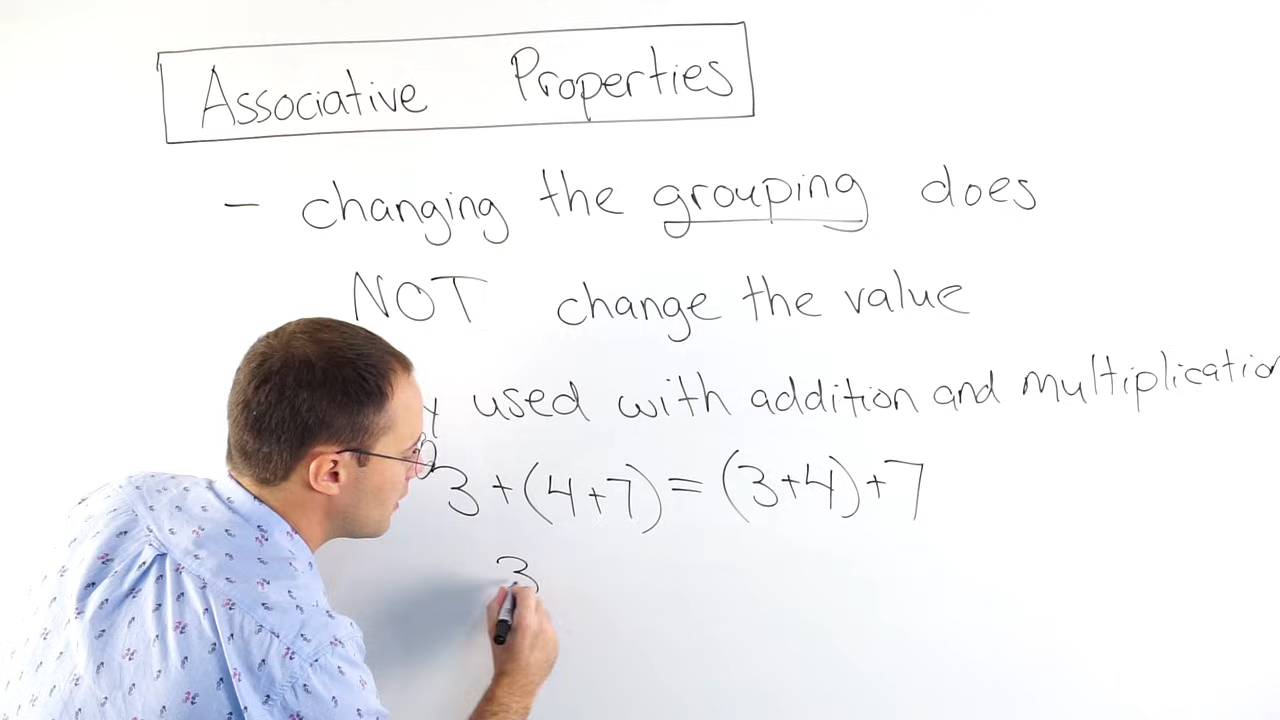 Associative Properties
- changing the grouping does
NOT change the value
used with addition and multiplication
3+(4+7)=(3+4)+7
3